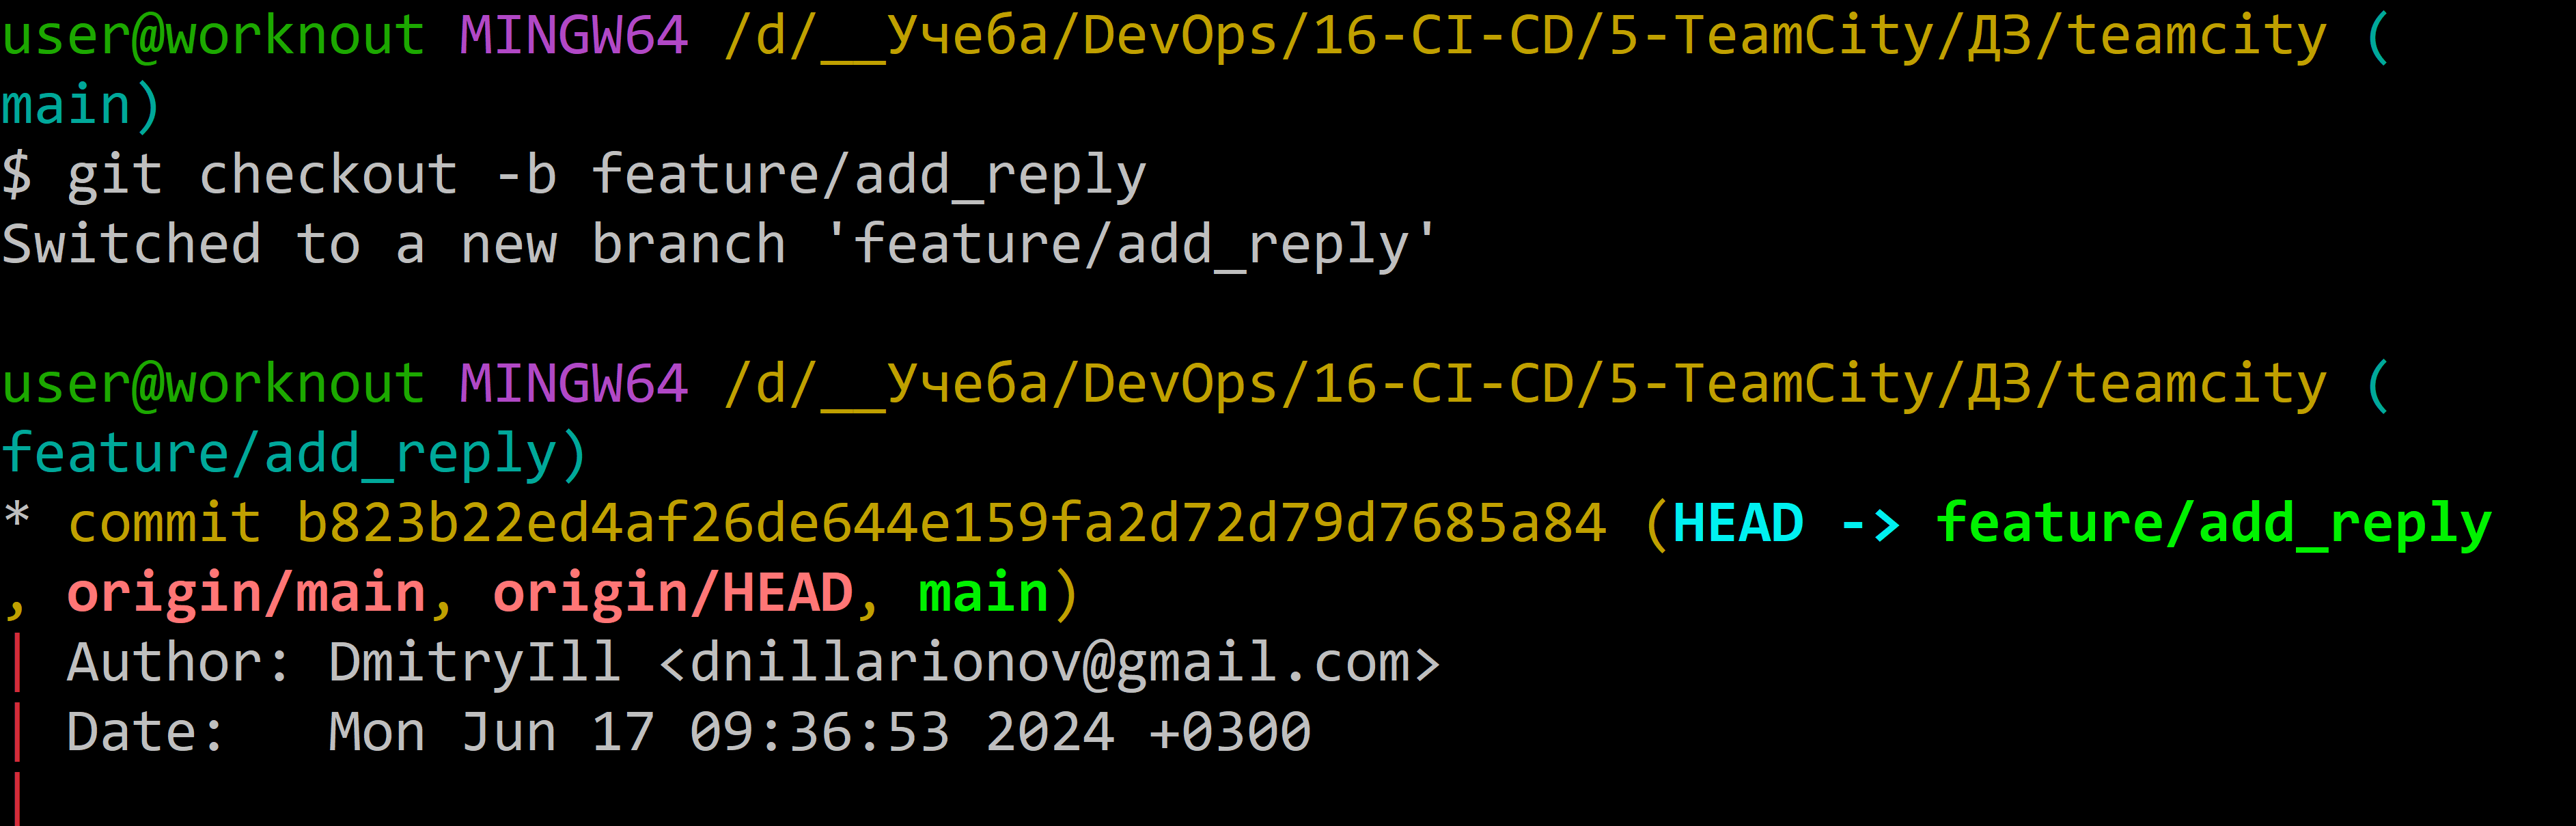 user@worknout MINGW64 /d/__Учеба/DevOps/16-CI-CD/5-TeamCity/ДЗ/teamcity (
main)
$ git checkout -b feature/add_reply
Switched to a new branch 'feature/add_reply'
user@worknout MINGW64 /d/__Учеба/DevOps/16-CI-CD/5-TeamCity/ДЗ/teamcity (
feature/add_reply)
* commit b823b22ed4af26de644e159fa2d72d79d7685a84 (HEAD -> feature/add_reply
, origin/main, origin/HEAD, main)
| Author: DmitryIll <dnillarionov@gmail.com>
| Date:   Mon Jun 17 09:36:53 2024 +0300
|